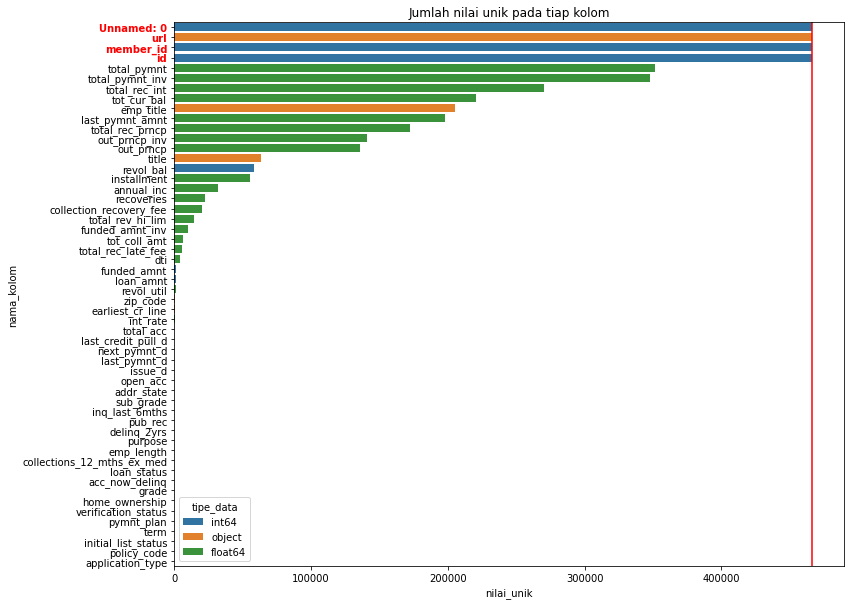 Jumlah nilai unik pada tiap kolom
Unnamed: 0
url
member_id
id
total_pymnt
total_pymnt_inv
total_rec_int
tot_cur_bal
emp_title
last_pymnt_amnt
total_rec_prncp
out_prncp_inv
out_prncp
title
revol_bal
installment
annual_inc
recoveries
collection_recovery_fee
total_rev_hi_lim
funded_amnt_inv
tot_coll_amt
total_rec_late_fee
dti
funded_amnt
loan_amnt
revol_util
zip_code
earliest_cr_line
int_rate
total_acc
last_credit_pull_d
next_pymnt_d
last_pymnt_d
issue_d
open_acc
addr_state
sub_grade
inq_last_6mths
pub_rec
delinq_2yrs
purpose
emp_length
collections_12_mths_ex_med
loan_status
acc_now_delinq
grade
home_ownership
verification_status
pymnt_plan
term
initial_list_status
policy_code
application_type
nama_kolom
tipe_data
int64
object
float64
0 100000 200000 300000 400000
nilai_unik